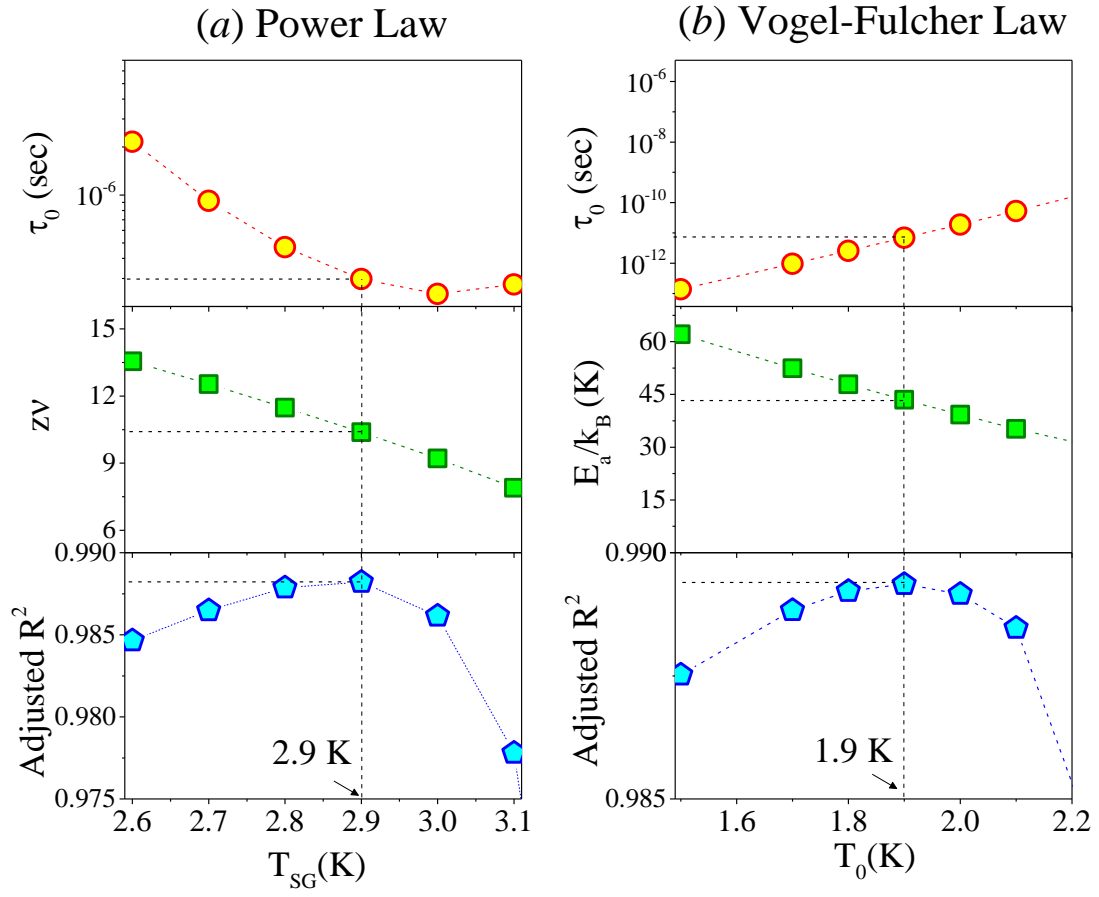 (a) Power Law
(b) Vogel-Fulcher Law
τ0 (sec)
10-6
zν
15
12
9
6
Adjusted R2
0.990
0.985
0.980
0.975
2.9 K
2.6 2.7 2.8 2.9 3.0 3.1
TSG(K)
τ0 (sec)
10-6
10-8
10-10
10-12
Ea/kB (K)
60
45
30
15
0
Adjusted R2
0.990
0.985
1.9 K
1.6 1.8 2.0 2.2
T0(K)